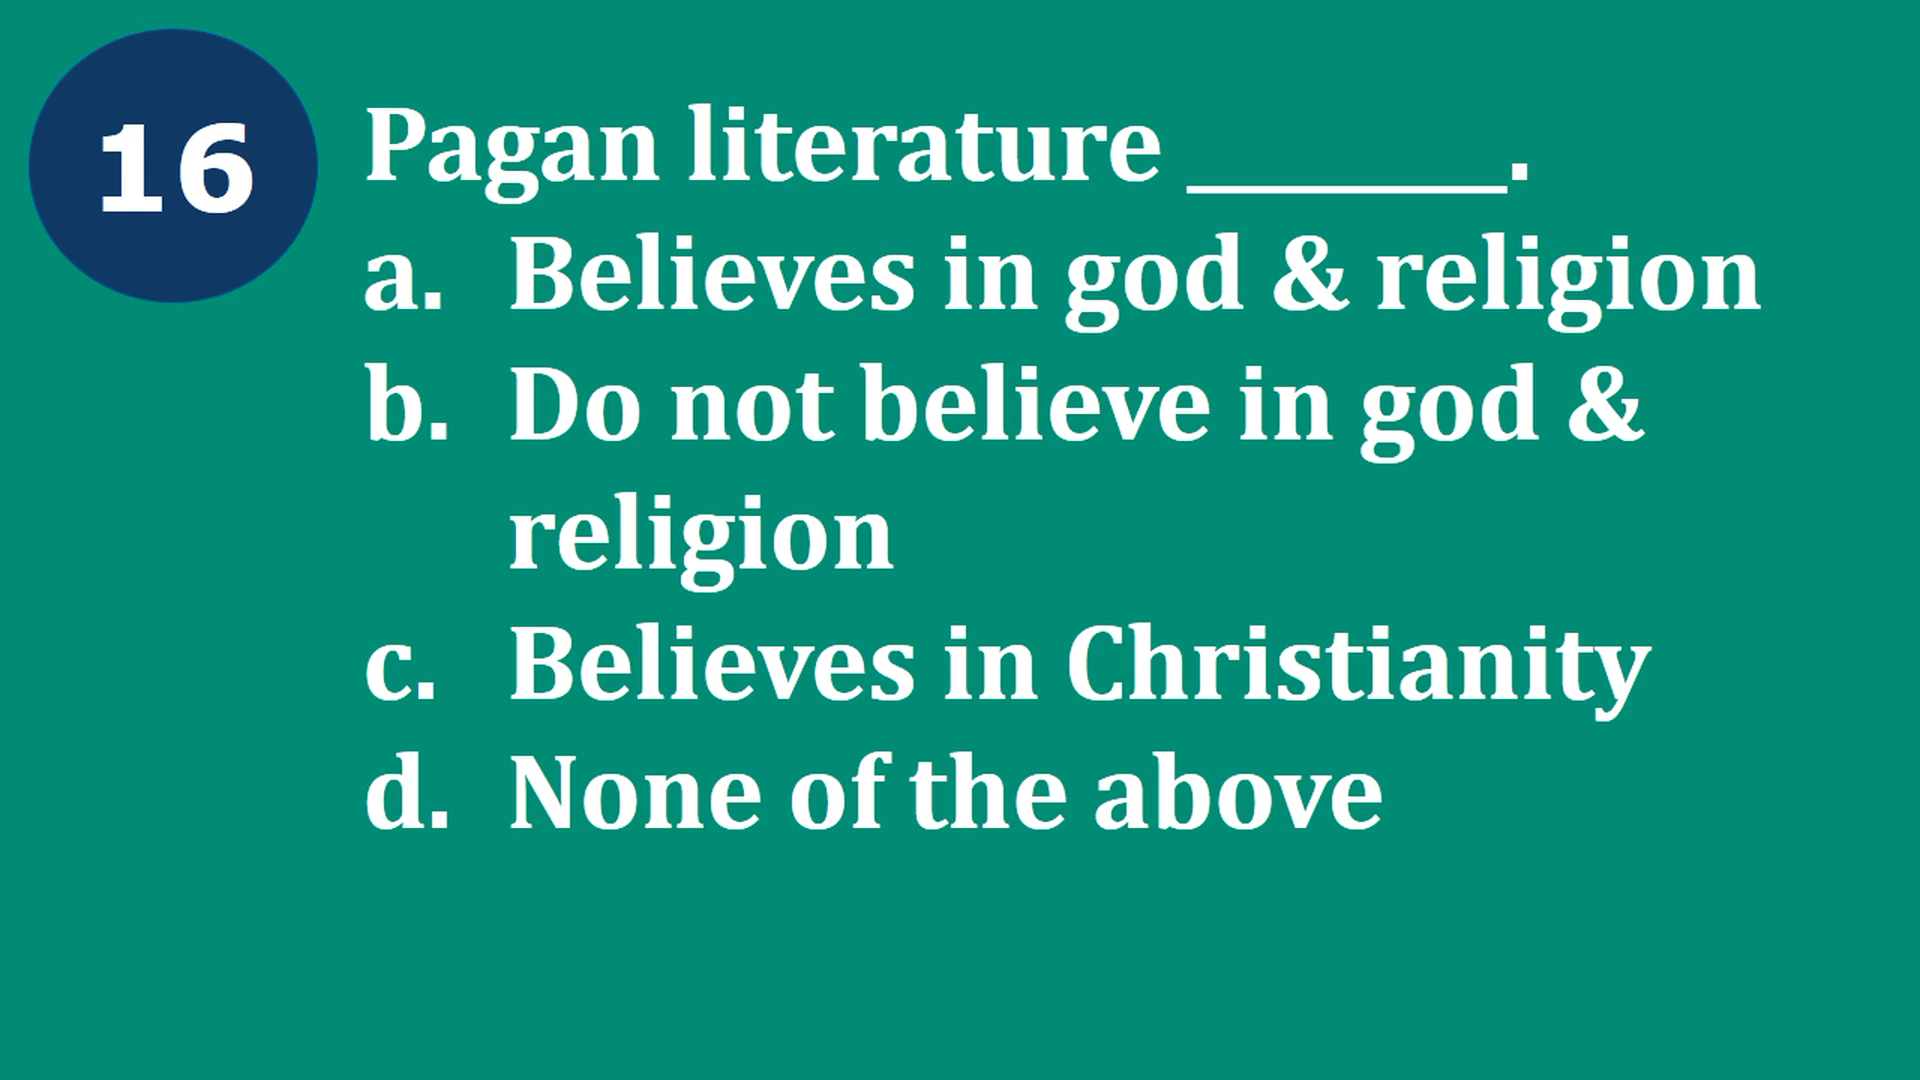 16
Pagan literature ________.
a. Believes in god & religion
b. Do not believe in god &
religion
c. Believes in Christianity
d. None of the above